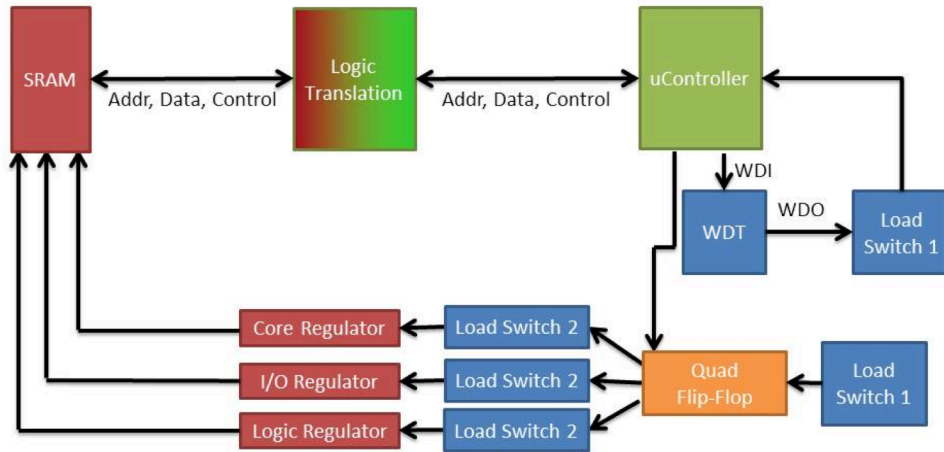 SRAM
Addr, Data, Control
Logic
Translation
Addr, Data, Control
uController
WDI
WDT
WDO
Load
Switch 1
Core Regulator
Load Switch 2
I/O Regulator
Load Switch 2
Logic Regulator
Load Switch 2
Quad
Flip-Flop
Load
Switch 1